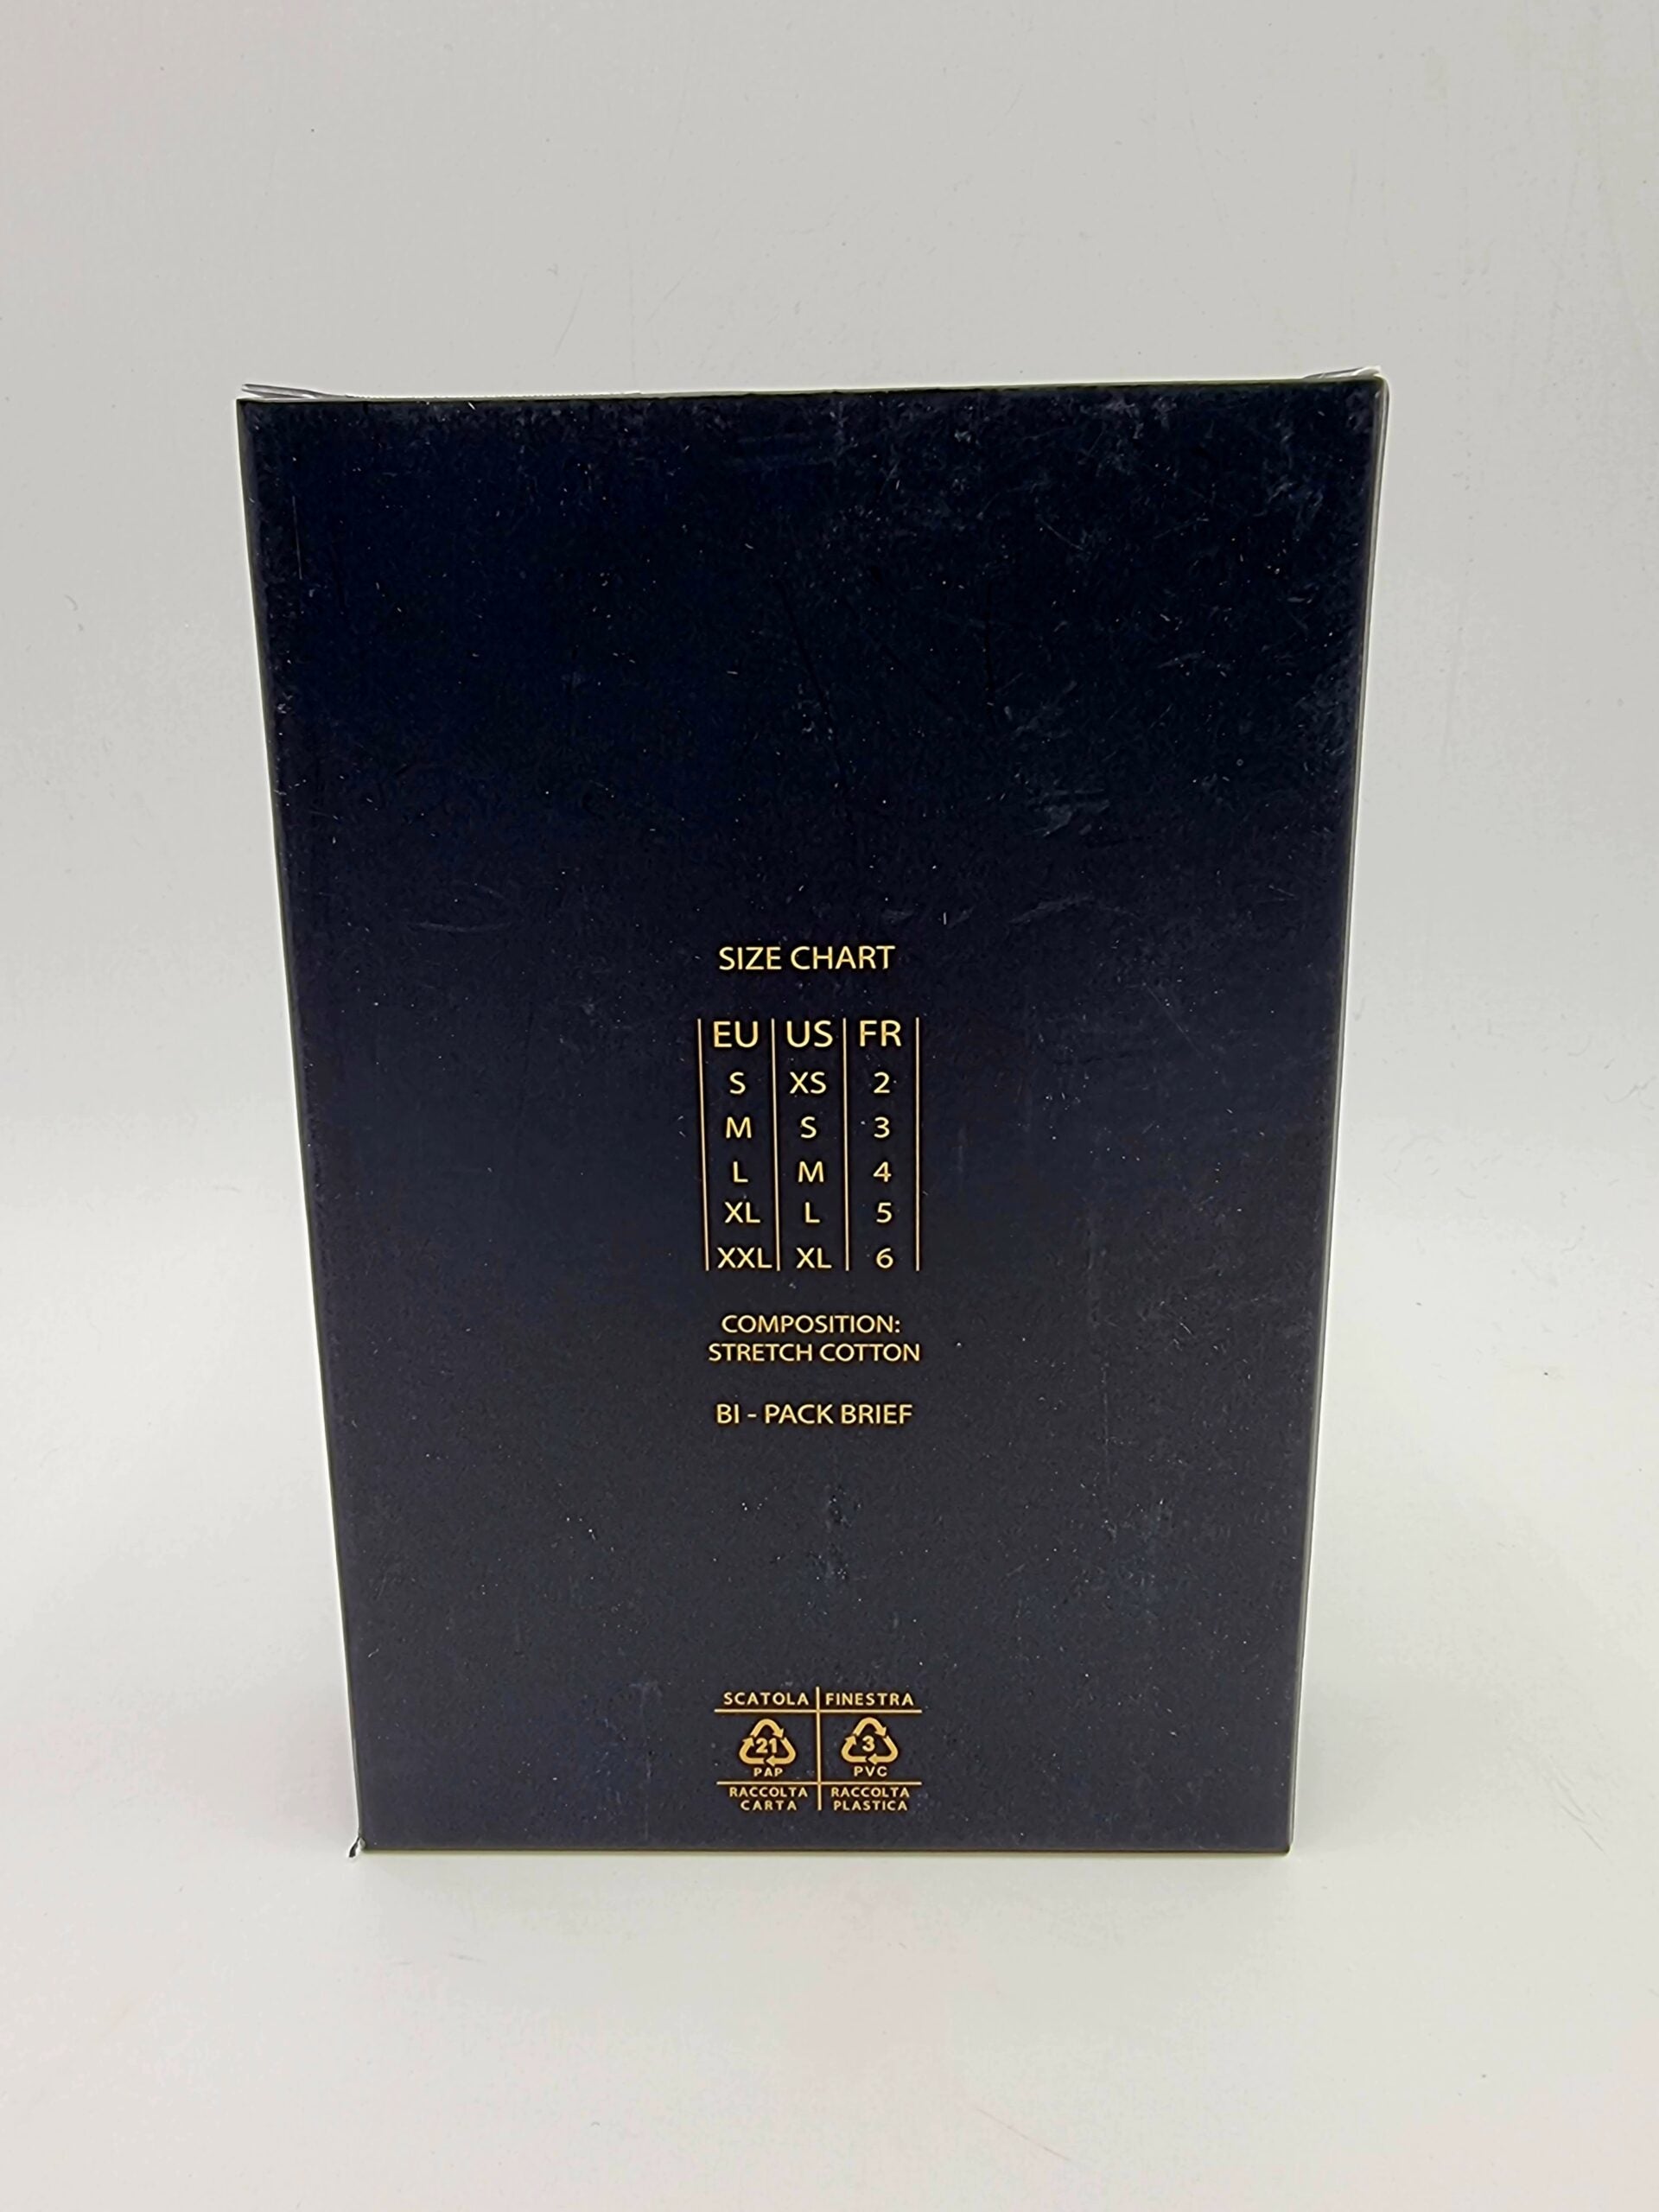 SIZE CHART
EU US FR
S XS 2
M S 3
L M 4
XL L 5
XXL XL 6
COMPOSITION:
STRETCH COTTON
BI - PACK BRIEF
SCATOLA FINESTRA
21 3
PAP PVC
RACCOLTA RACCOLTA
CARTA PLASTICA